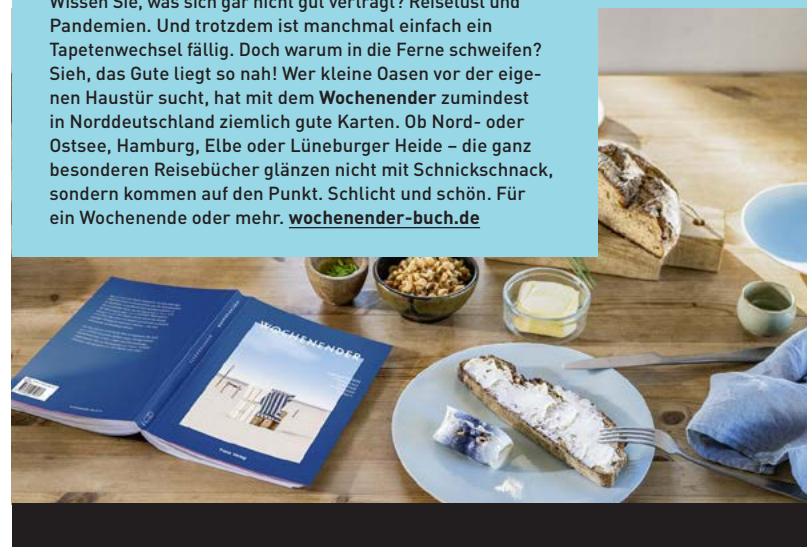 Wissen Sie, was sich gar nicht gut verträgt? Reiselust und
Pandemien. Und trotzdem ist manchmal einfach ein
Tapetenwechsel fällig. Doch warum in die Ferne schweifen?
Sieh, das Gute liegt so nah! Wer kleine Oasen vor der eige-
nen Haustür sucht, hat mit dem Wochenender zumindest
in Norddeutschland ziemlich gute Karten. Ob Nord- oder
Ostsee, Hamburg, Elbe oder Lüneburger Heide – die ganz
besonderen Reisebücher glänzen nicht mit Schnickschnack,
sondern kommen auf den Punkt. Schlicht und schön. Für
ein Wochenende oder mehr. wochenender-buch.de
WOCHENENDER